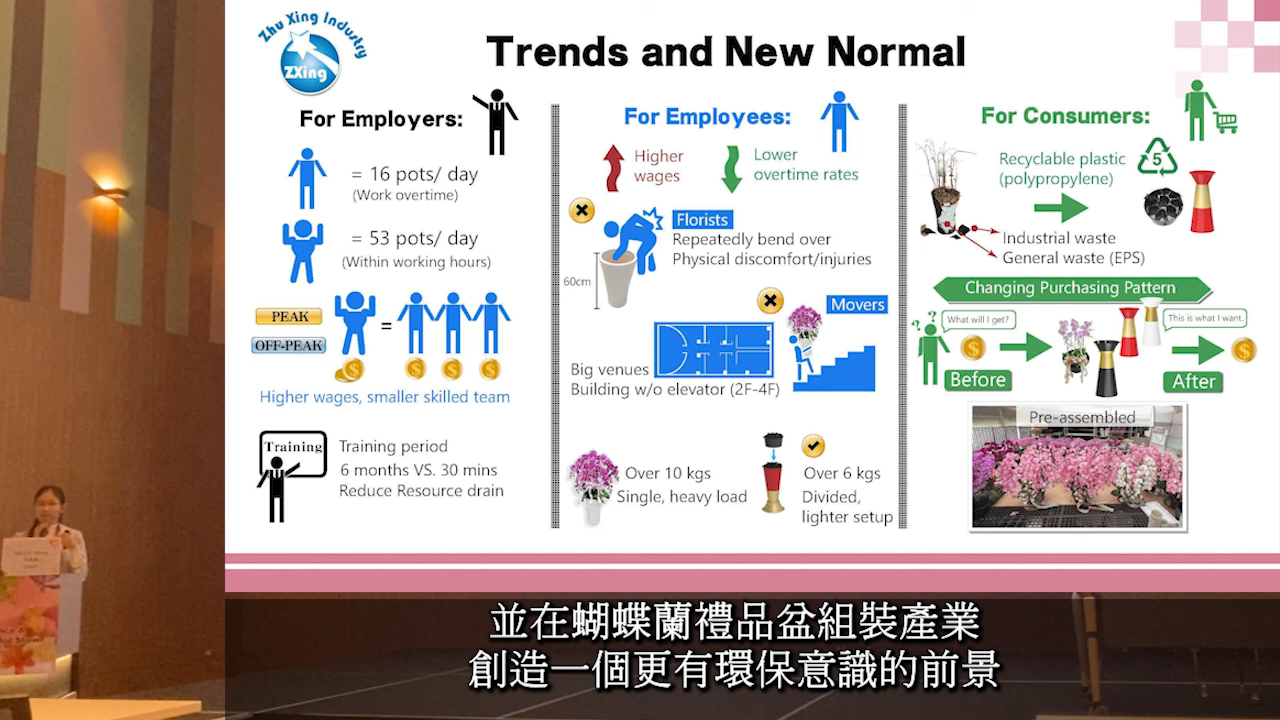 Zhu Xing Industry
ZXing
Trends and New Normal
For Employers:
= 16 pots/ day
(Work overtime)
= 53 pots/ day
(Within working hours)
PEAK
OFF-PEAK
=
Higher wages, smaller skilled team
Training
Training period
6 months VS. 30 mins
Reduce Resource drain
For Employees:
Higher
wages
Lower
overtime rates
Florists
Repeatedly bend over
Physical discomfort/injuries
60cm
Movers
Big venues
Building w/o elevator (2F-4F)
Over 10 kgs
Single, heavy load
Over 6 kgs
Divided,
lighter setup
For Consumers:
Recyclable plastic
(polypropylene)
5
Industrial waste
General waste (EPS)
Changing Purchasing Pattern
? ?
What will I get?
This is what I want.
Before
After
Pre-assembled
並在蝴蝶蘭禮品盆組裝產業
創造一個更有環保意識的前景